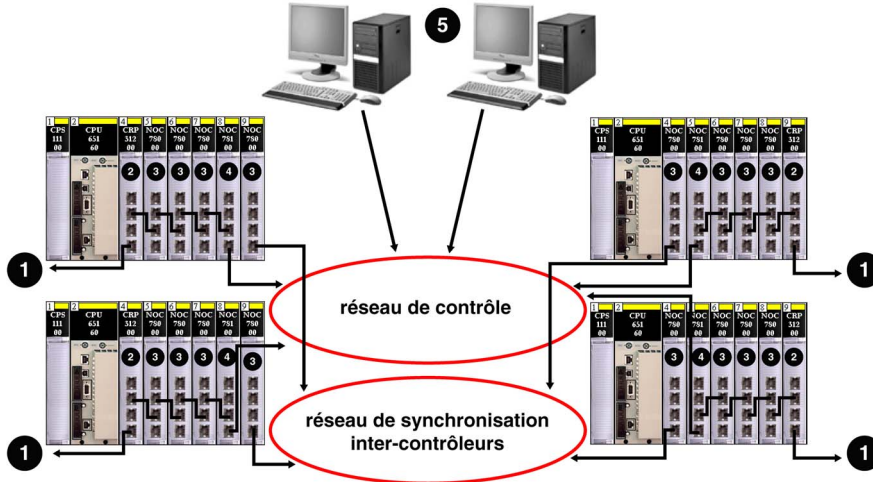 5
1 2 4 5 6 7 8 9
CPS CPU CRP NOC NOC NOC NOC NOC
111 651 312 780 780 780 781 780
00 60 00 00 00 00 00 00
2 3 3 3 4 3
1
1 2 4 5 6 7 8 9
CPS CPU NOC NOC NOC NOC NOC CRP
111 651 780 781 780 780 780 312
00 60 00 00 00 00 00 00
3 4 3 3 3 2
1
réseau de contrôle
1 2 4 5 6 7 8 9
CPS CPU CRP NOC NOC NOC NOC NOC
111 651 312 780 780 780 781 780
00 60 00 00 00 00 00 00
2 3 3 3 4 3
1
1 2 4 5 6 7 8 9
CPS CPU NOC NOC NOC NOC NOC CRP
111 651 780 781 780 780 780 312
00 60 00 00 00 00 00 00
3 4 3 3 3 2
1
réseau de synchronisation
inter-contrôleurs